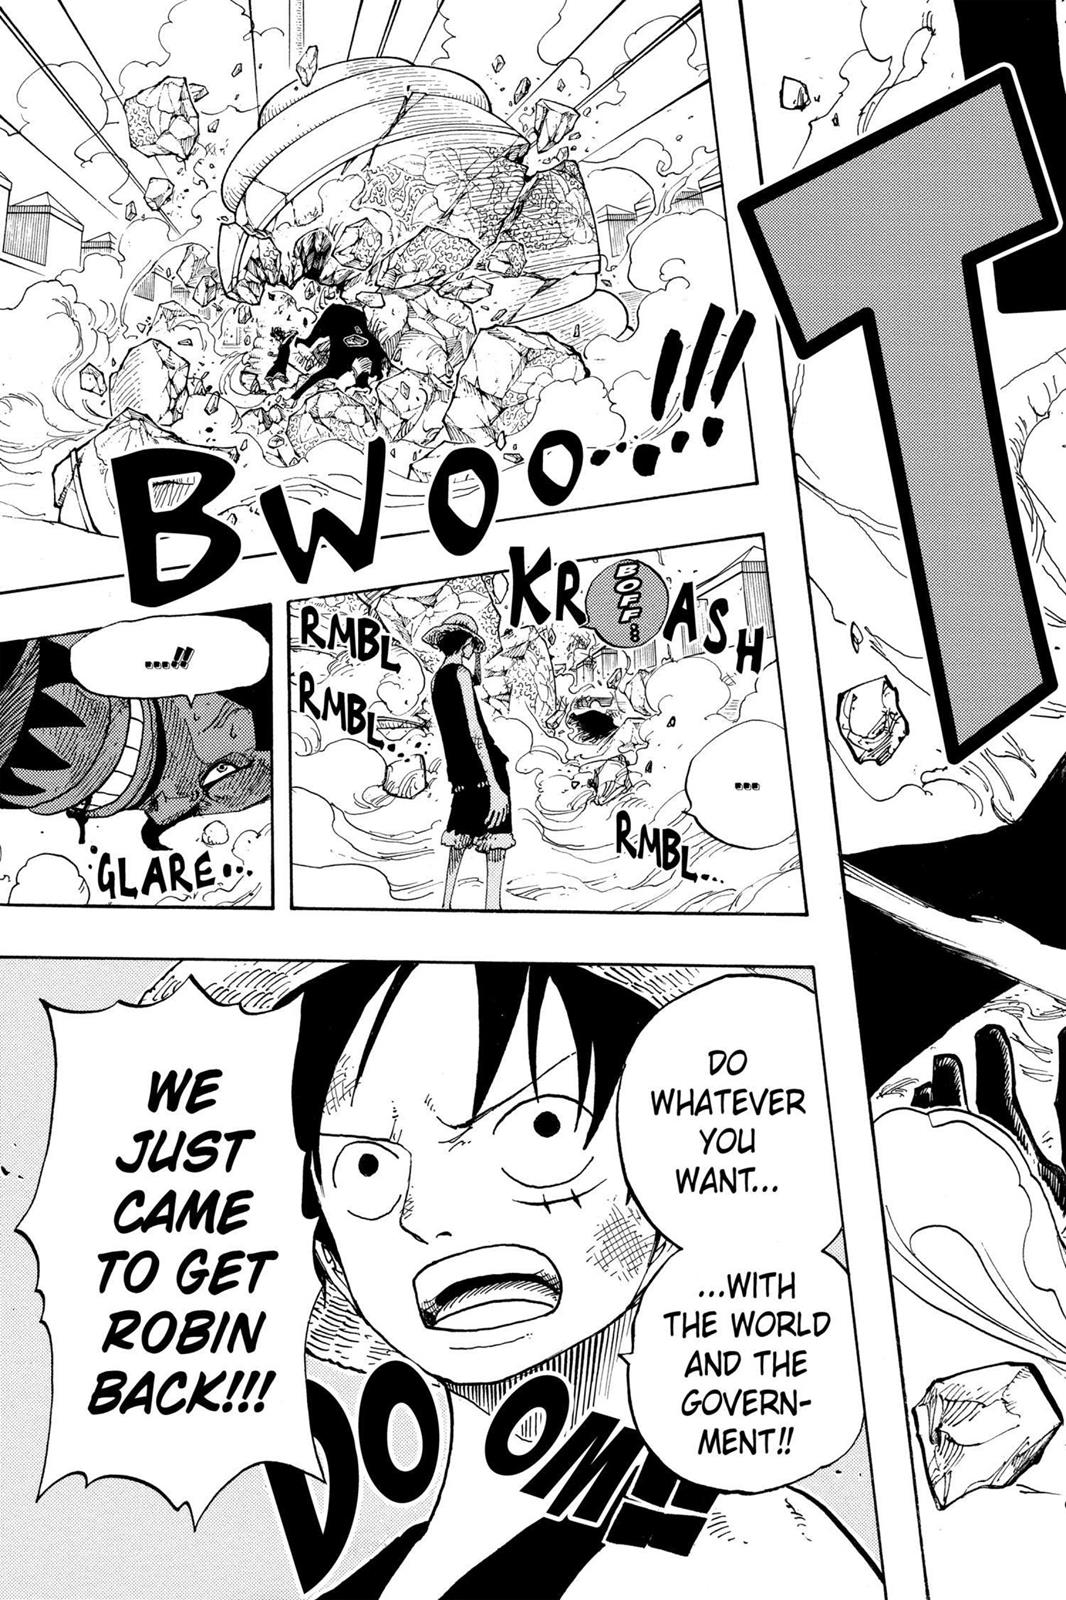 T
BWOO...!!!
KR ASH
BOFF...
RMBL
RMBL...
...
RMBL...
...!!
GLARE...
DO
WHATEVER
YOU
WANT...
...WITH
THE WORLD
AND THE
GOVERN-
MENT!!
WE
JUST
CAME
TO GET
ROBIN
BACK!!!
DOOM!!